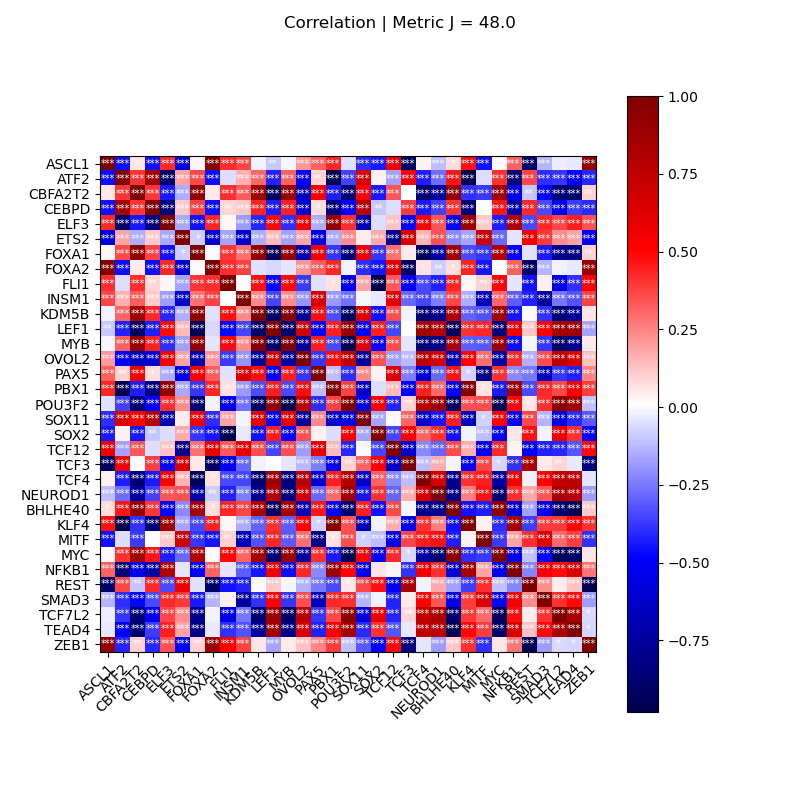 Correlation | Metric J = 48.0
ASCL1
ATF2
CBFA2T2
CEBPD
ELF3
ETS2
FOXA1
FOXA2
FLI1
INSM1
KDM5B
LEF1
MYB
OVOL2
PAX5
PBX1
POU3F2
SOX11
SOX2
TCF12
TCF3
TCF4
NEUROD1
BHLHE40
KLF4
MITF
MYC
NFKB1
REST
SMAD3
TCF7L2
TEAD4
ZEB1
ASCL1
ATF2
CBFA2T2
CEBPD
ELF3
ETS2
FOXA1
FOXA2
FLI1
INSM1
KDM5B
LEF1
MYB
OVOL2
PAX5
PBX1
POU3F2
SOX11
SOX2
TCF12
TCF3
TCF4
NEUROD1
BHLHE40
KLF4
MITF
MYC
NFKB1
REST
SMAD3
TCF7L2
TEAD4
ZEB1
1.00
0.75
0.50
0.25
0.00
−0.25
−0.50
−0.75